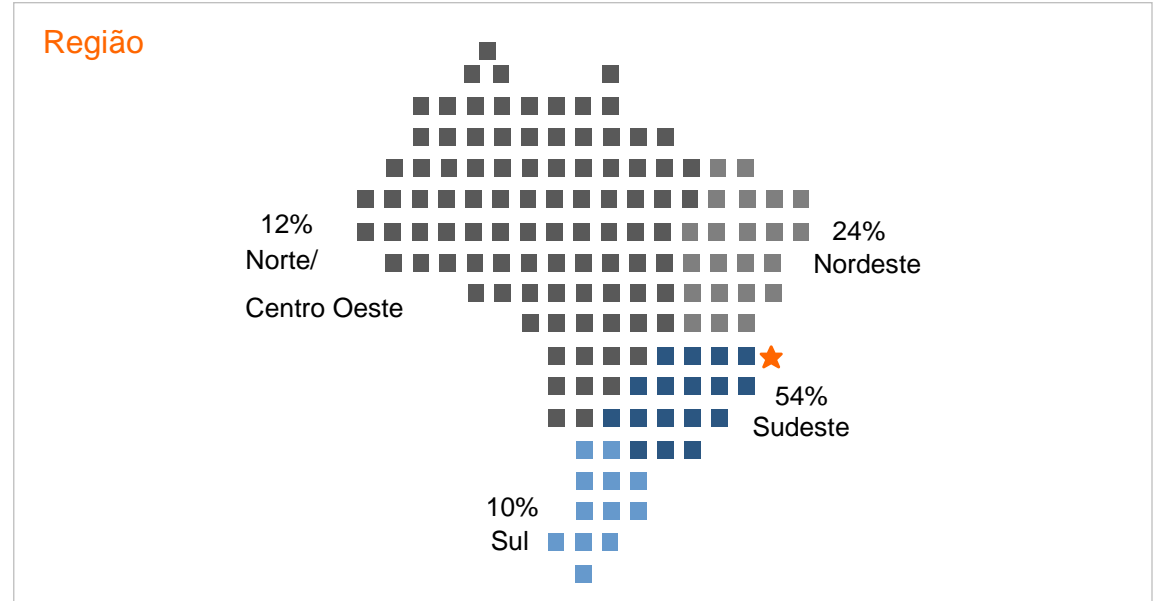 Região
12%
Norte/
Centro Oeste
24%
Nordeste
54%
Sudeste
10%
Sul